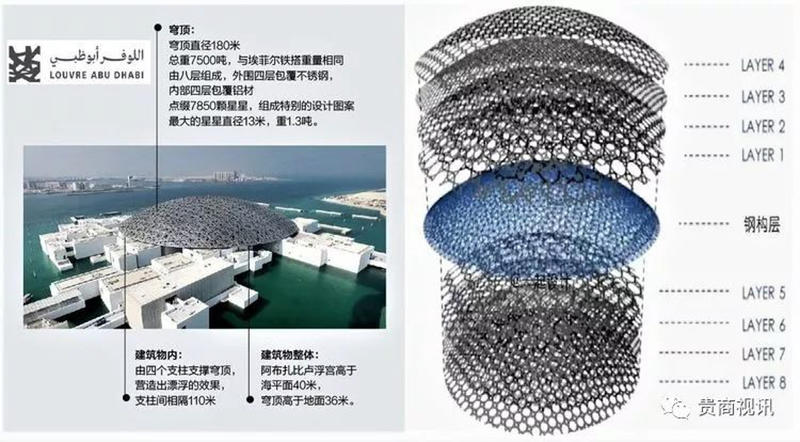 اللوفر أبوظبي
LOUVRE ABU DHABI
穹顶:
穹顶直径180米
总重7500吨，与埃菲尔铁搭重量相同
由八层组成，外围四层包覆不锈钢，
内部四层包覆铝材
点缀7850颗星星，组成特别的设计图案
最大的星星直径13米，重1.3吨。
建筑物内:
由四个支柱支撑穹顶，
营造出漂浮的效果，
支柱间相隔110米
建筑物整体:
阿布扎比卢浮宫高于
海平面40米，
穹顶高于地面36米。
LAYER 4
LAYER 3
LAYER 2
LAYER 1
钢构层
一起设计
LAYER 5
LAYER 6
LAYER 7
LAYER 8
贵商视讯